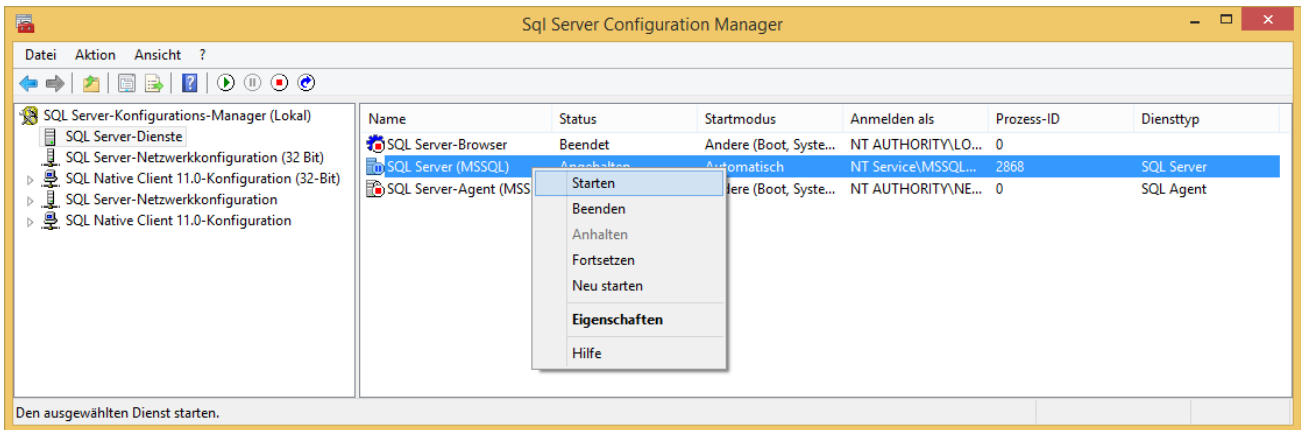 Sql Server Configuration Manager
Datei Aktion Ansicht ?
SQL Server-Konfigurations-Manager (Lokal)
SQL Server-Dienste
SQL Server-Netzwerkkonfiguration (32 Bit)
SQL Native Client 11.0-Konfiguration (32-Bit)
SQL Server-Netzwerkkonfiguration
SQL Native Client 11.0-Konfiguration
Name Status Startmodus Anmelden als Prozess-ID Diensttyp
SQL Server-Browser Beendet Andere (Boot, Syste... NT AUTHORITY\LO... 0
SQL Server (MSSQL) Angehalten Automatisch NT Service\MSSQL... 2868 SQL Server
SQL Server-Agent (MSS dere (Boot, Syste... NT AUTHORITY\NE... 0 SQL Agent
Starten
Beenden
Anhalten
Fortsetzen
Neu starten
Eigenschaften
Hilfe
Den ausgewählten Dienst starten.